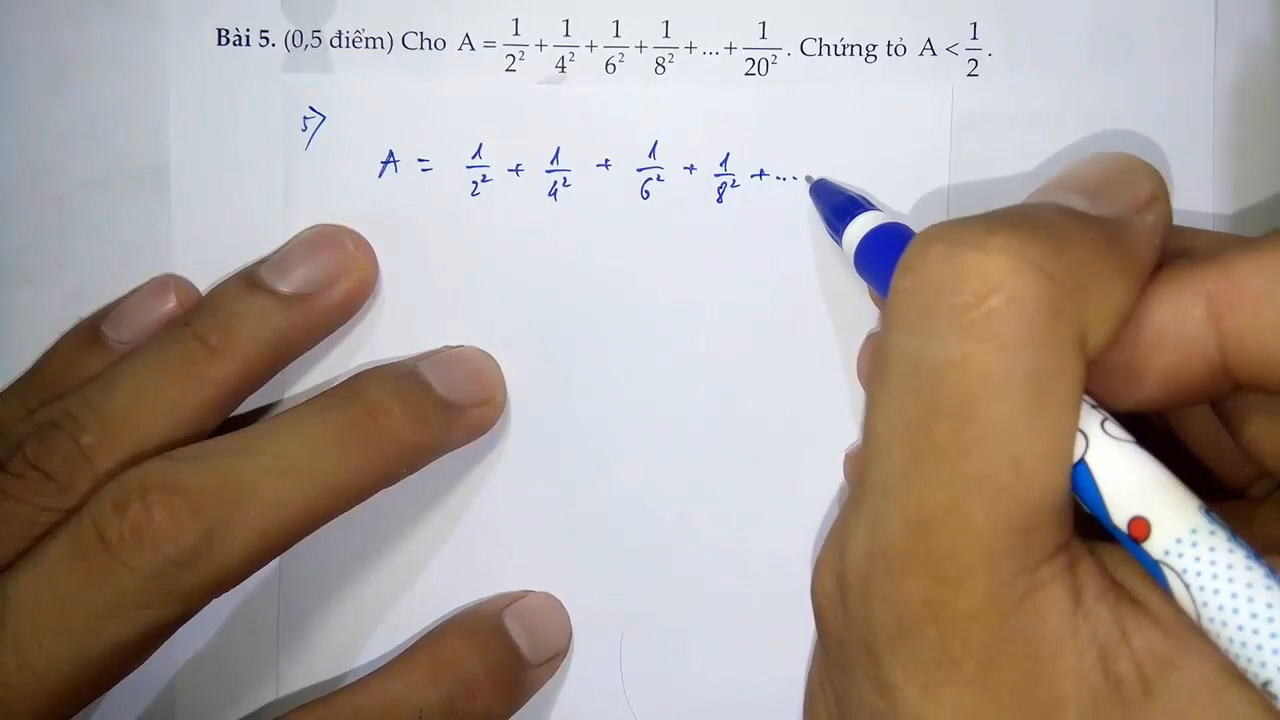 Bài 5. (0,5 điểm) Cho A = 1/2² + 1/4² + 1/6² + 1/8² + ... + 1/20². Chứng tỏ A < 1/2.
5)
A = 1/2² + 1/4² + 1/6² + 1/8² + ...